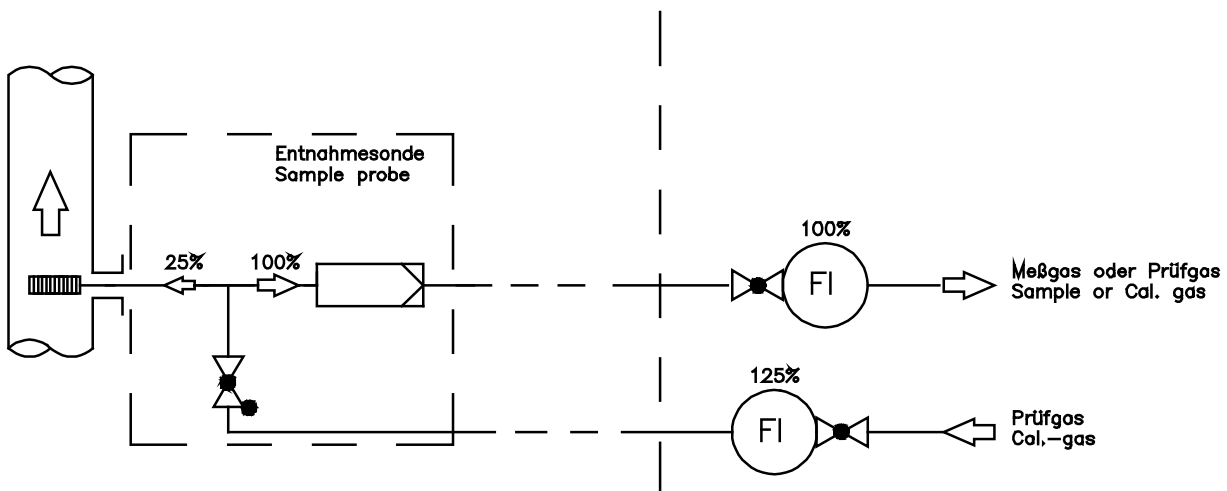 Entnahmesonde
Sample probe
25%
100%
100%
FI
Meßgas oder Prüfgas
Sample or Cal. gas
125%
FI
Prüfgas
Cal.-gas